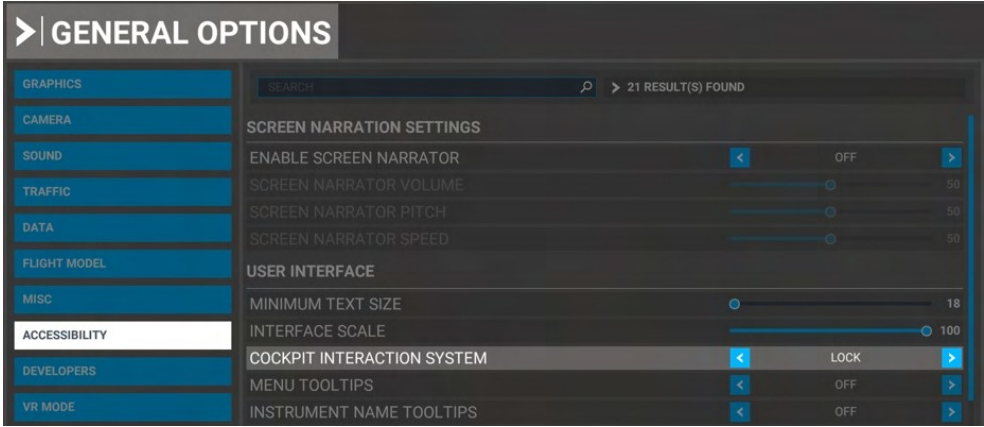 GENERAL OPTIONS
GRAPHICS
CAMERA
SOUND
TRAFFIC
DATA
FLIGHT MODEL
MISC
ACCESSIBILITY
DEVELOPERS
VR MODE
SEARCH
21 RESULT(S) FOUND
SCREEN NARRATION SETTINGS
ENABLE SCREEN NARRATOR OFF
SCREEN NARRATOR VOLUME 50
SCREEN NARRATOR PITCH 50
SCREEN NARRATOR SPEED 50
USER INTERFACE
MINIMUM TEXT SIZE 18
INTERFACE SCALE 100
COCKPIT INTERACTION SYSTEM LOCK
MENU TOOLTIPS OFF
INSTRUMENT NAME TOOLTIPS OFF